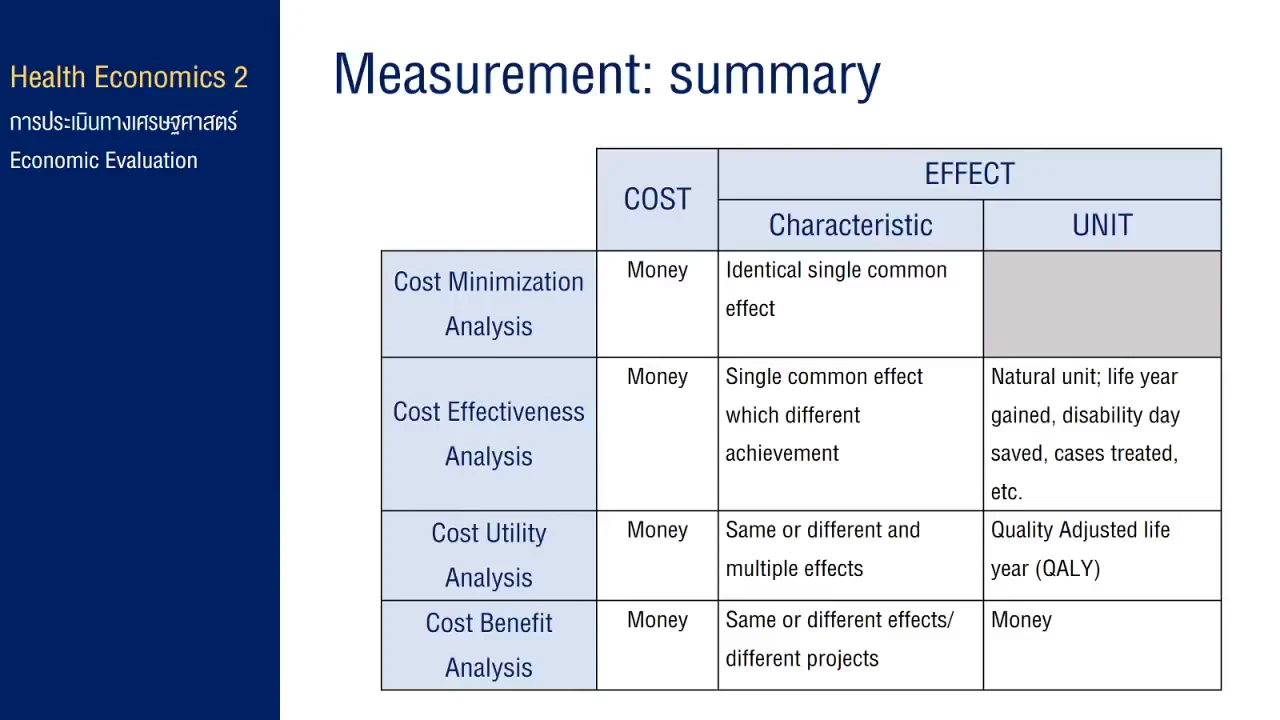 Health Economics 2
การประเมินทางเศรษฐศาสตร์
Economic Evaluation
Measurement: summary
COST
EFFECT
Characteristic
UNIT
Cost Minimization
Analysis
Money
Identical single common
effect
Cost Effectiveness
Analysis
Money
Single common effect
which different
achievement
Natural unit; life year
gained, disability day
saved, cases treated,
etc.
Cost Utility
Analysis
Money
Same or different and
multiple effects
Quality Adjusted life
year (QALY)
Cost Benefit
Analysis
Money
Same or different effects/
different projects
Money